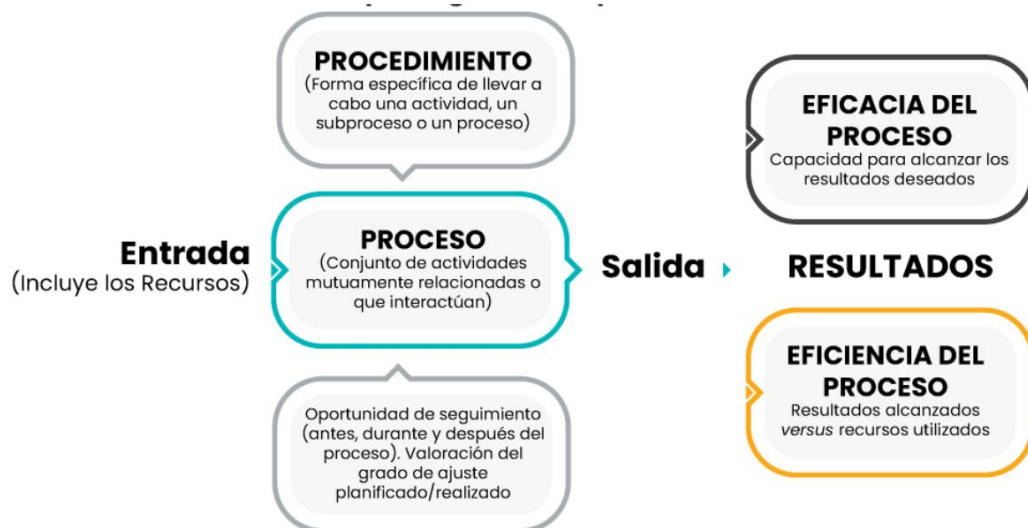 PROCEDIMIENTO
(Forma específica de llevar a
cabo una actividad, un
subproceso o un proceso)
Entrada
(Incluye los Recursos)
PROCESO
(Conjunto de actividades
mutuamente relacionadas o
que interactúan)
Salida
Oportunidad de seguimiento
(antes, durante y después del
proceso). Valoración del
grado de ajuste
planificado/realizado
EFICACIA DEL
PROCESO
Capacidad para alcanzar los
resultados deseados
RESULTADOS
EFICIENCIA DEL
PROCESO
Resultados alcanzados
versus recursos utilizados